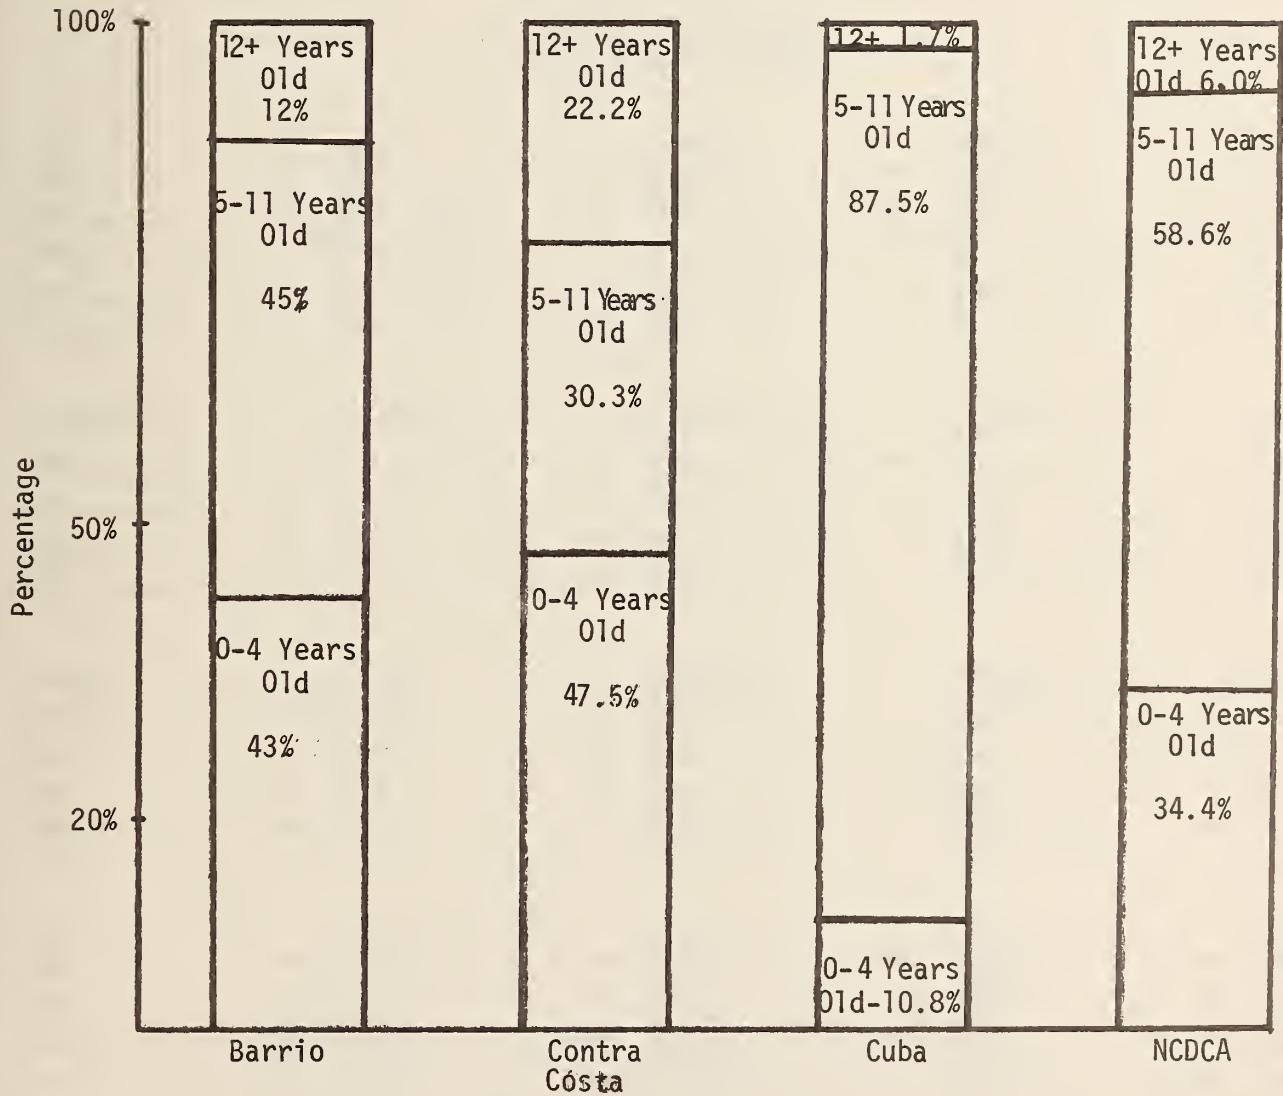 100%
50%
20%
Percentage
12+ Years
Old
12%
5-11 Years
Old
45%
0-4 Years
Old
43%
Barrio
12+ Years
Old
22.2%
5-11 Years
Old
30.3%
0-4 Years
Old
47.5%
Contra
Cósta
12+ 1.7%
5-11 Years
Old
87.5%
0-4 Years
Old-10.8%
Cuba
12+ Years
Old 6.0%
5-11 Years
Old
58.6%
0-4 Years
Old
34.4%
NCDCA